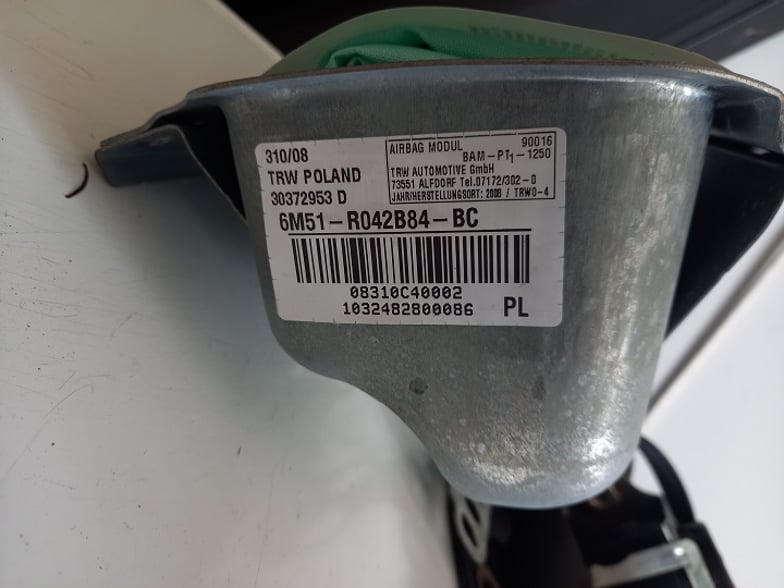 310/08
TRW POLAND
30372953 D
AIRBAG MODUL 90016
BAM-PT1-1250
TRW AUTOMOTIVE GmbH
73551 ALFDORF Tel.07172/302-0
JAHR/HERSTELLUNGSORT: 2008 / TRWO-4
6M51-R042B84-BC
08310C40002
1032482800086
PL